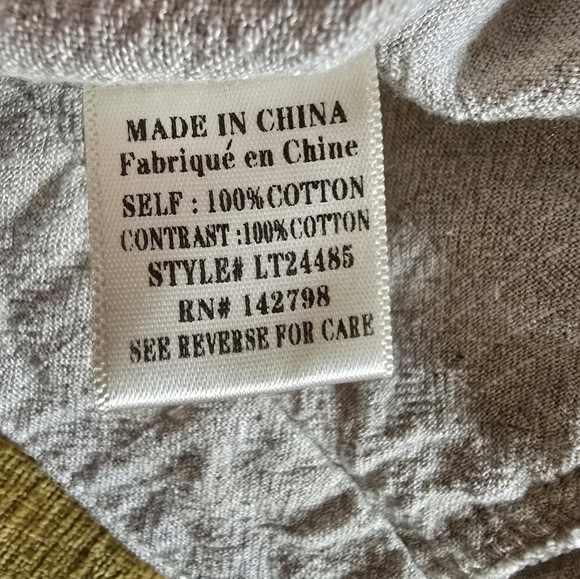 MADE IN CHINA
Fabriqué en Chine
SELF : 100%COTTON
CONTRAST :100%COTTON
STYLE# LT24485
RN# 142798
SEE REVERSE FOR CARE